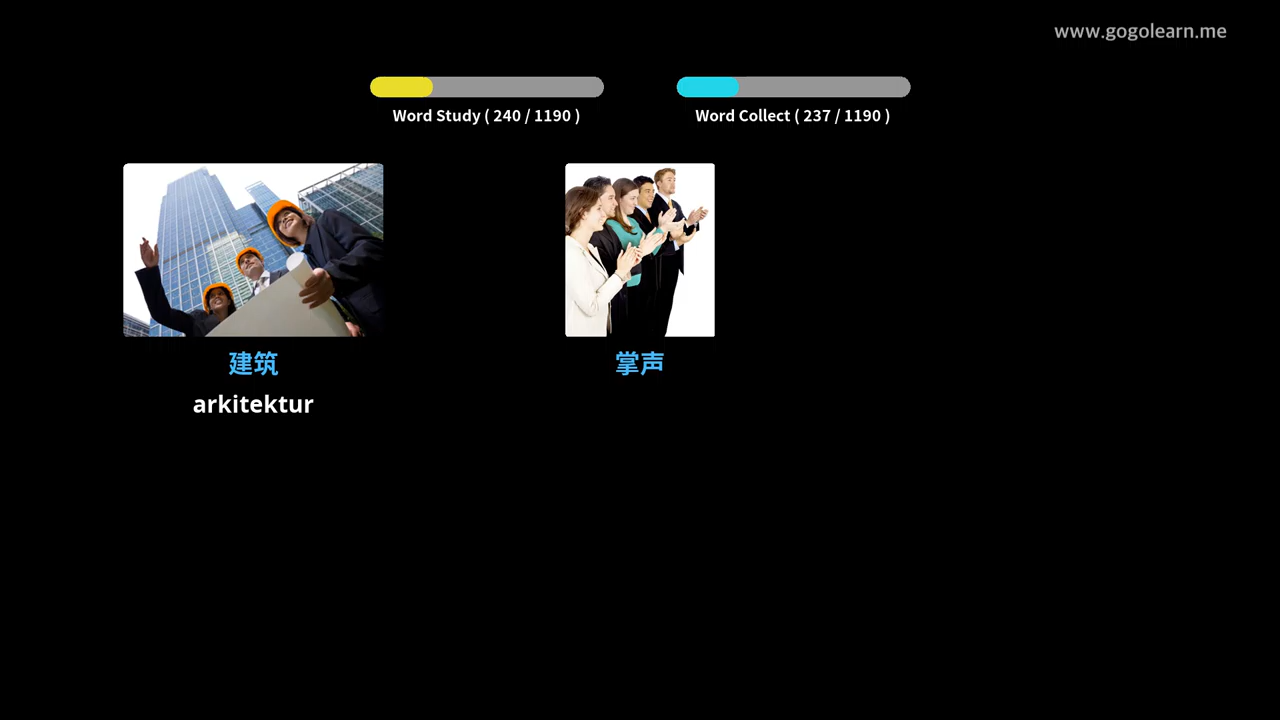 www.gogolearn.me
Word Study ( 240 / 1190 )
Word Collect ( 237 / 1190 )
建筑
掌声
arkitektur